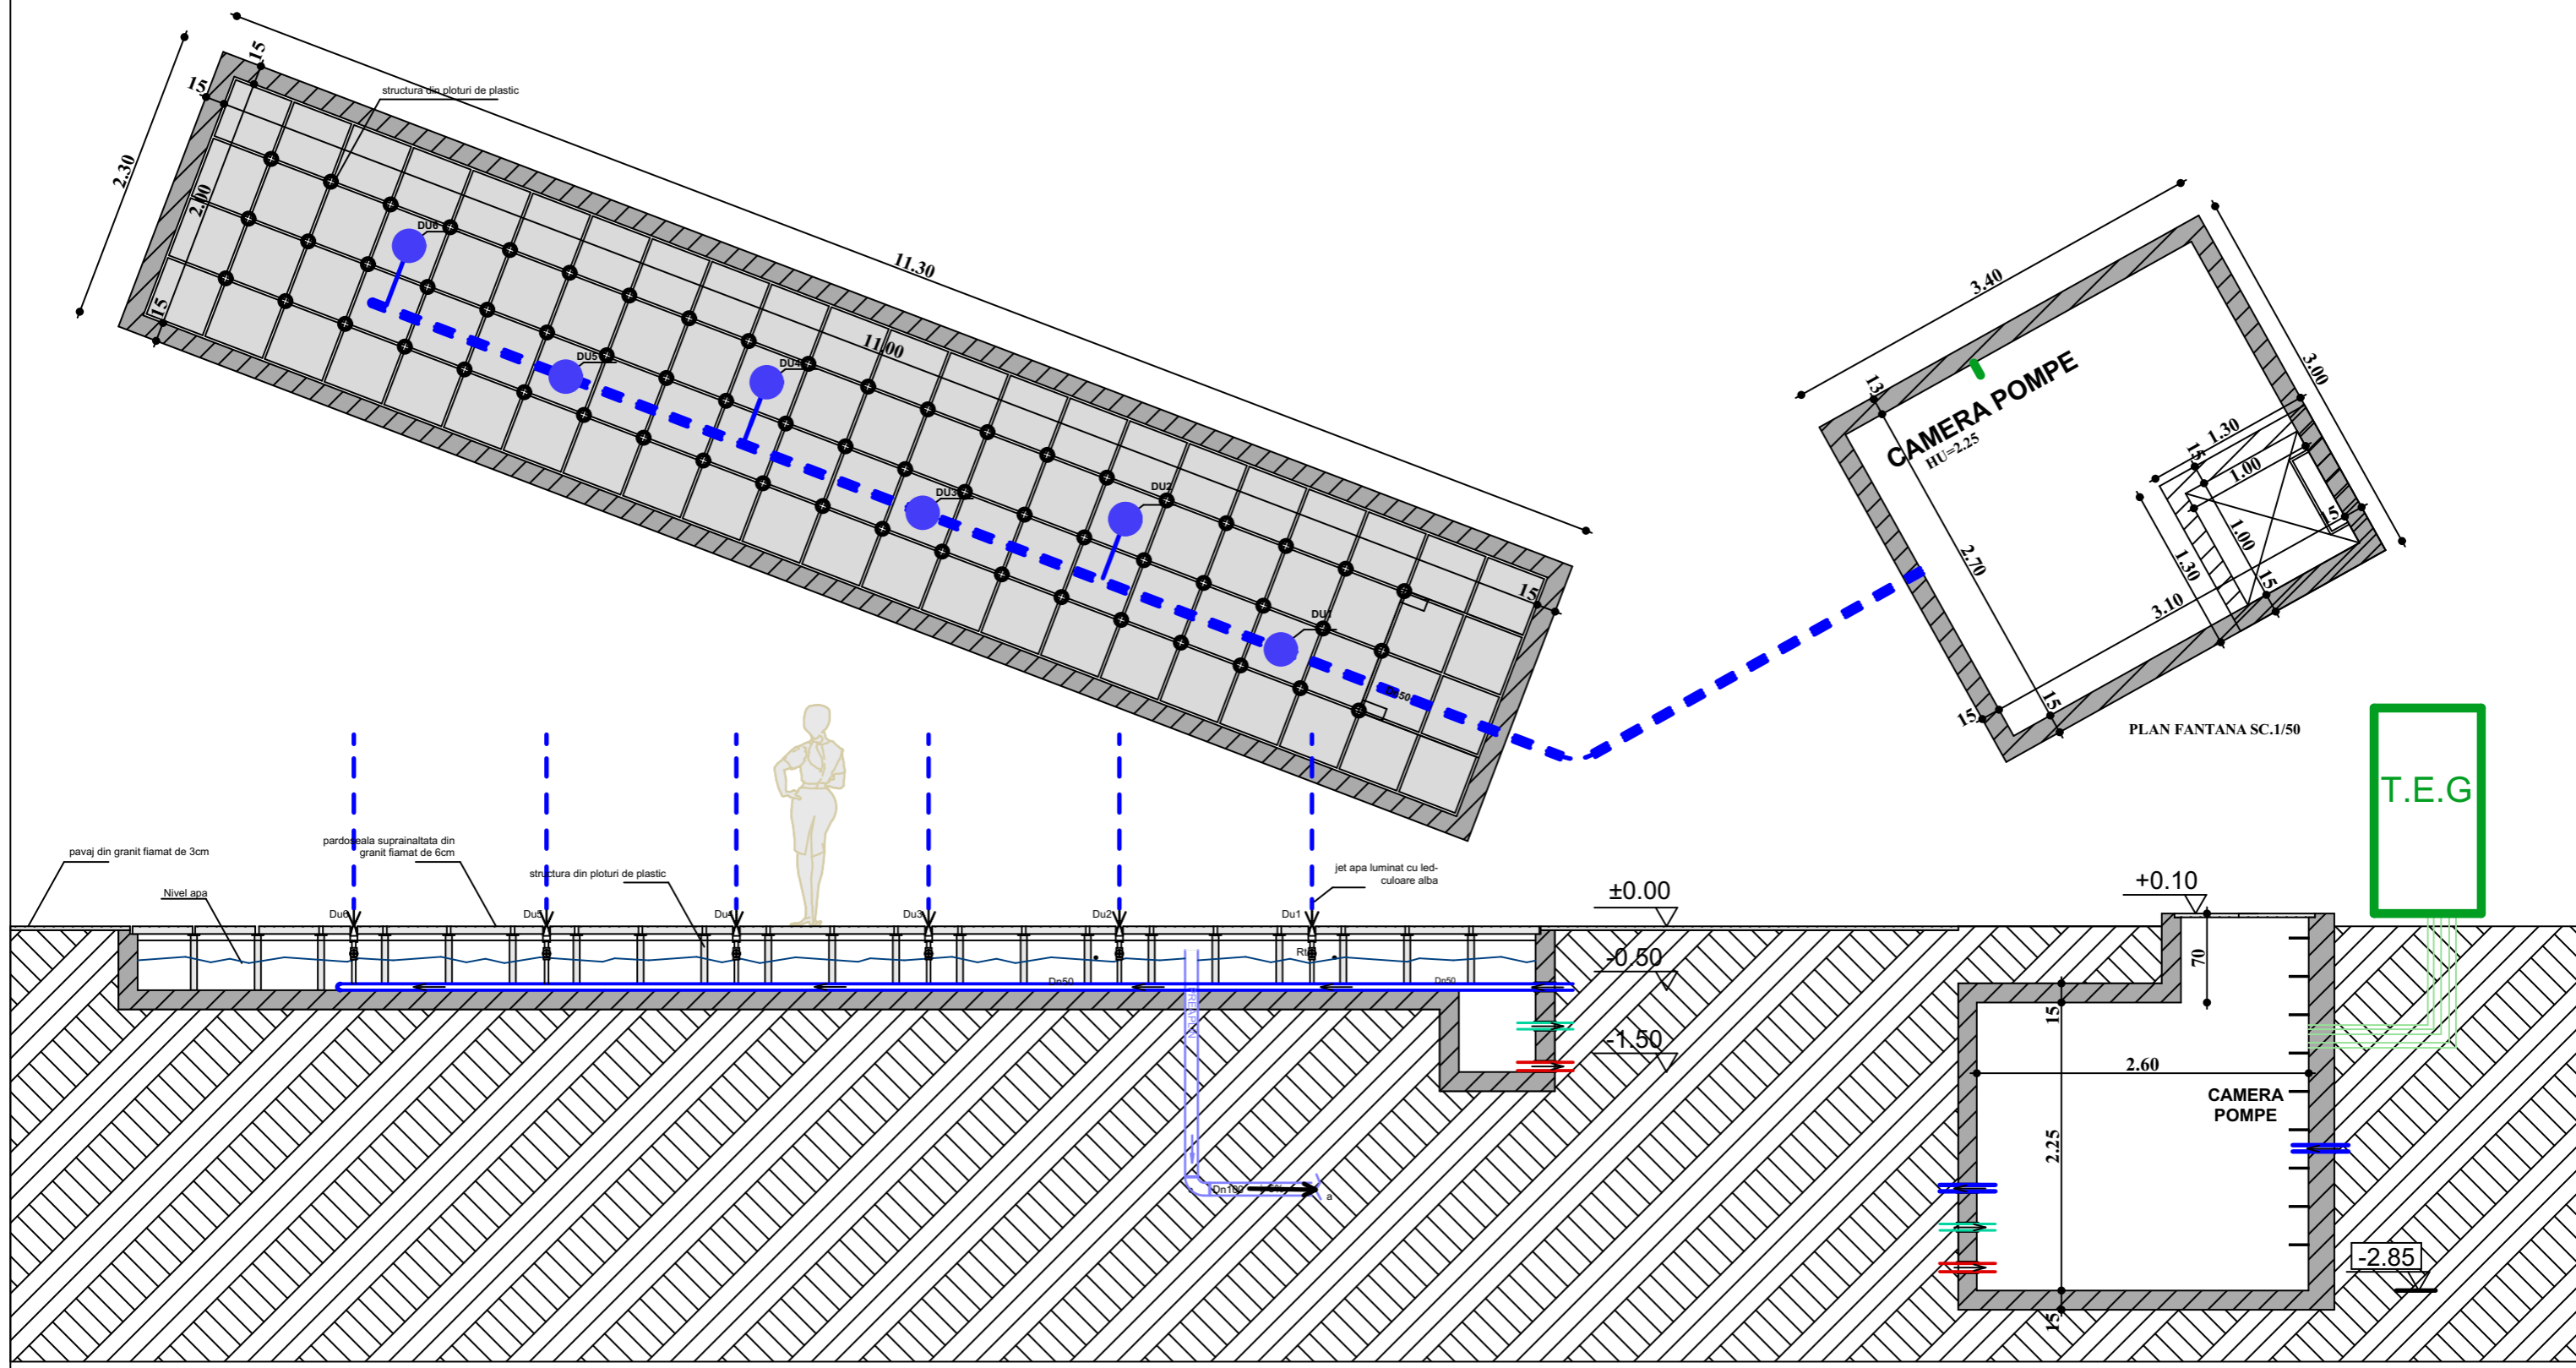 15
15
structura din ploturi de plastic
2.30
2.00
15
DU6
DU5
DU4
DU3
DU2
DU1
11.30
11.00
15
Dn50
3.40
3.00
13
CAMERA POMPE
HU=2.25
1.30
15
1.00
15
1.00
1.30
15
2.70
3.10
15
15
PLAN FANTANA SC.1/50
T.E.G
pavaj din granit fiamat de 3cm
pardoseala suprainaltata din
granit fiamat de 6cm
structura din ploturi de plastic
Nivel apa
jet apa luminat cu led-
culoare alba
Du6
Du5
Du4
Du3
Du2
Du1
±0.00
+0.10
-0.50
-1.50
70
15
Dn50
Dn50
2.60
CAMERA
POMPE
2.25
Dn100
a
-2.85
15